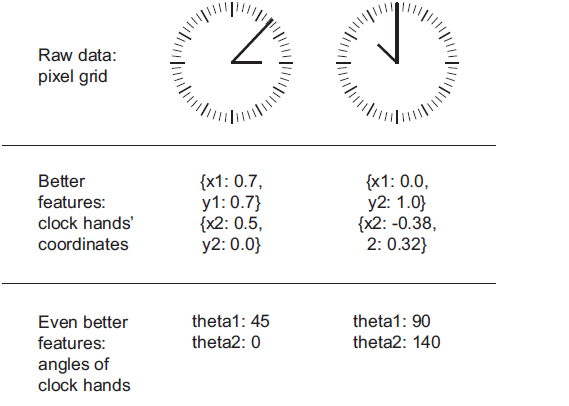 Raw data:
pixel grid
Better
features:
clock hands’
coordinates
{x1: 0.7,
y1: 0.7}
{x2: 0.5,
y2: 0.0}
{x1: 0.0,
y2: 1.0}
{x2: -0.38,
2: 0.32}
Even better
features:
angles of
clock hands
theta1: 45
theta2: 0
theta1: 90
theta2: 140